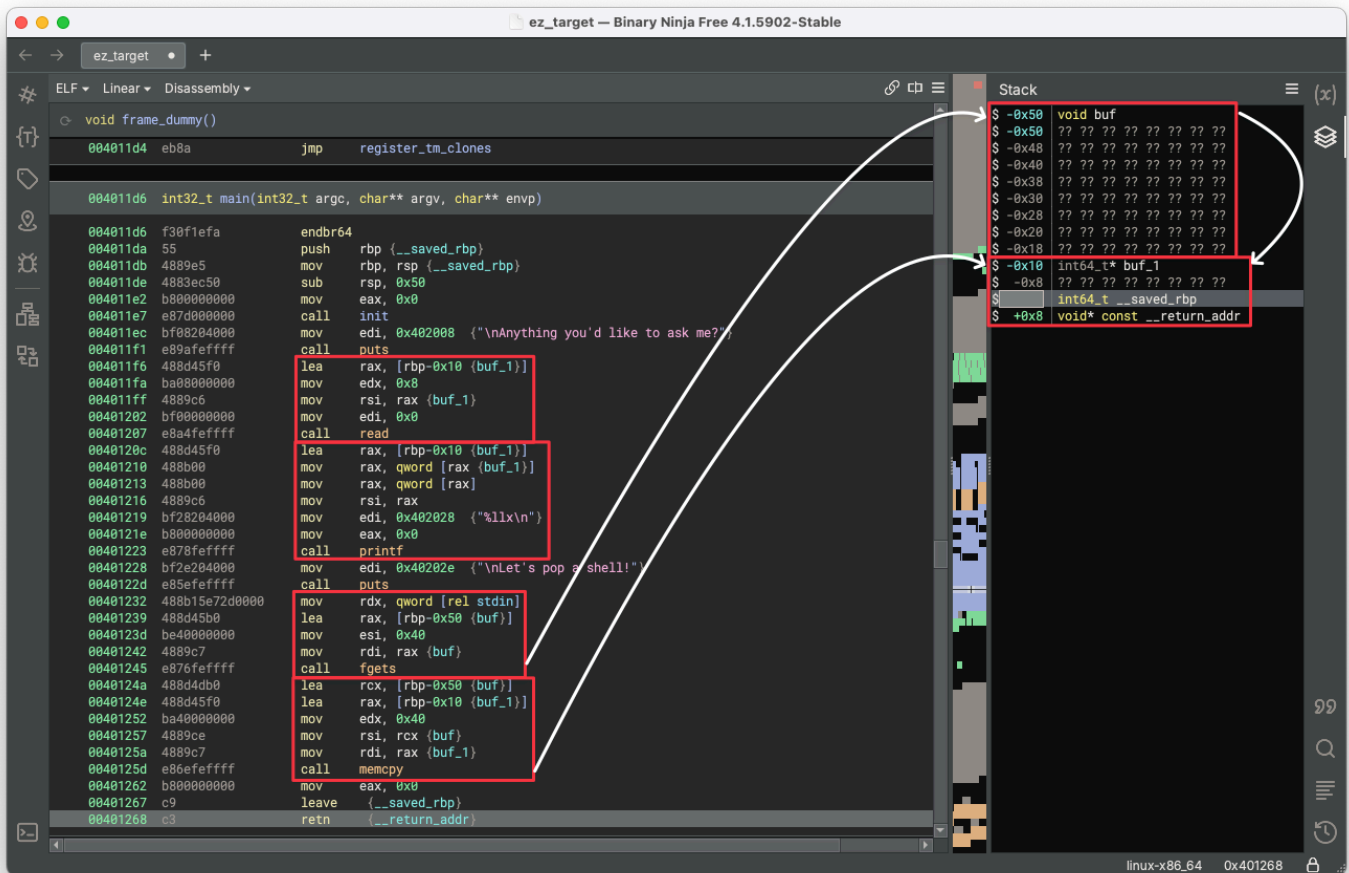 ez_target — Binary Ninja Free 4.1.5902-Stable
ez_target
ELF Linear Disassembly
void frame_dummy()
004011d4 eb8a jmp register_tm_clones
004011d6 int32_t main(int32_t argc, char** argv, char** envp)
004011d6 f30f1efa endbr64
004011da 55 push rbp {__saved_rbp}
004011db 4889e5 mov rbp, rsp {__saved_rbp}
004011de 4883ec50 sub rsp, 0x50
004011e2 b800000000 mov eax, 0x0
004011e7 e87d000000 call init
004011ec bf08204000 mov edi, 0x402008 {"\nAnything you'd like to ask me?"}
004011f1 e89afeffff call puts
004011f6 488d45f0 lea rax, [rbp-0x10 {buf_1}]
004011fa ba08000000 mov edx, 0x8
004011ff 4889c6 mov rsi, rax {buf_1}
00401202 bf00000000 mov edi, 0x0
00401207 e8a4feffff call read
0040120c 488d45f0 lea rax, [rbp-0x10 {buf_1}]
00401210 488b00 mov rax, qword [rax {buf_1}]
00401213 488b00 mov rax, qword [rax]
00401216 4889c6 mov rsi, rax
00401219 bf28204000 mov edi, 0x402028 {"%llx\n"}
0040121e b800000000 mov eax, 0x0
00401223 e878feffff call printf
00401228 bf2e204000 mov edi, 0x40202e {"\nLet's pop a shell!"}
0040122d e85efeffff call puts
00401232 488b15e72d0000 mov rdx, qword [rel stdin]
00401239 488d45b0 lea rax, [rbp-0x50 {buf}]
0040123d be40000000 mov esi, 0x40
00401242 4889c7 mov rdi, rax {buf}
00401245 e876feffff call fgets
0040124a 488d4db0 lea rcx, [rbp-0x50 {buf}]
0040124e 488d45f0 lea rax, [rbp-0x10 {buf_1}]
00401252 ba40000000 mov edx, 0x40
00401257 4889ce mov rsi, rcx {buf}
0040125a 4889c7 mov rdi, rax {buf_1}
0040125d e86efeffff call memcpy
00401262 b800000000 mov eax, 0x0
00401267 c9 leave {__saved_rbp}
00401268 c3 retn {__return_addr}
Stack
$ -0x50 void buf
$ -0x50 ?? ?? ?? ?? ?? ?? ?? ??
$ -0x48 ?? ?? ?? ?? ?? ?? ?? ??
$ -0x40 ?? ?? ?? ?? ?? ?? ?? ??
$ -0x38 ?? ?? ?? ?? ?? ?? ?? ??
$ -0x30 ?? ?? ?? ?? ?? ?? ?? ??
$ -0x28 ?? ?? ?? ?? ?? ?? ?? ??
$ -0x20 ?? ?? ?? ?? ?? ?? ?? ??
$ -0x18 ?? ?? ?? ?? ?? ?? ?? ??
$ -0x10 int64_t* buf_1
$ -0x8 ?? ?? ?? ?? ?? ?? ?? ??
$ int64_t __saved_rbp
$ +0x8 void* const __return_addr
linux-x86_64 0x401268